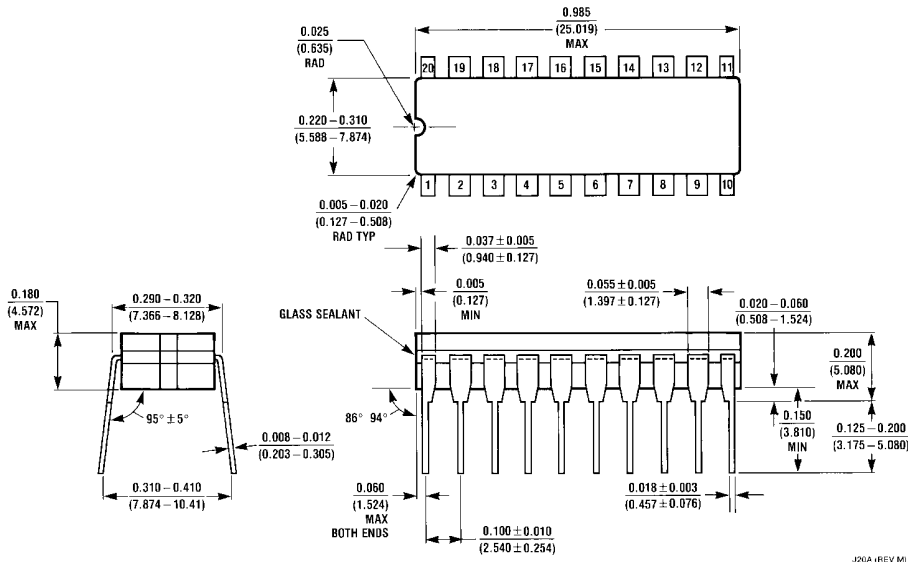 0.985
(25.019)
MAX
0.025
(0.635)
RAD
20 19 18 17 16 15 14 13 12 11
0.220 – 0.310
(5.588 – 7.874)
1 2 3 4 5 6 7 8 9 10
0.005 – 0.020
(0.127 – 0.508)
RAD TYP
0.037 ± 0.005
(0.940 ± 0.127)
0.005
(0.127)
MIN
0.055 ± 0.005
(1.397 ± 0.127)
0.020 – 0.060
(0.508 – 1.524)
0.180
(4.572)
MAX
0.290 – 0.320
(7.366 – 8.128)
GLASS SEALANT
0.200
(5.080)
MAX
95° ± 5°
86° 94°
0.150
(3.810)
MIN
0.125 – 0.200
(3.175 – 5.080)
0.008 – 0.012
(0.203 – 0.305)
0.310 – 0.410
(7.874 – 10.41)
0.060
(1.524)
MAX
BOTH ENDS
0.100 ± 0.010
(2.540 ± 0.254)
0.018 ± 0.003
(0.457 ± 0.076)
J20A (REV M)